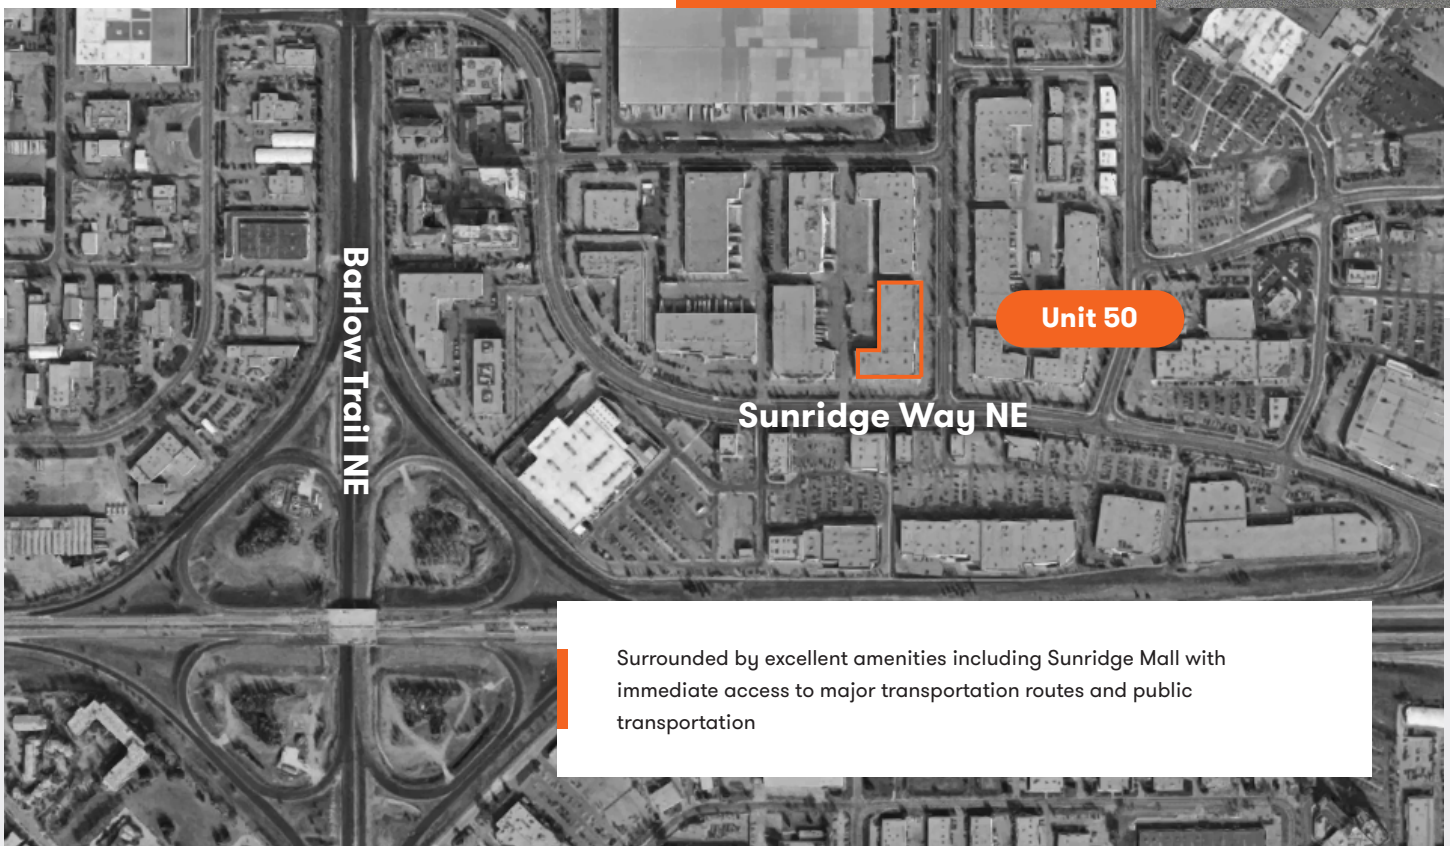 Barlow Trail NE
Unit 50
Sunridge Way NE
Surrounded by excellent amenities including Sunridge Mall with
immediate access to major transportation routes and public
transportation